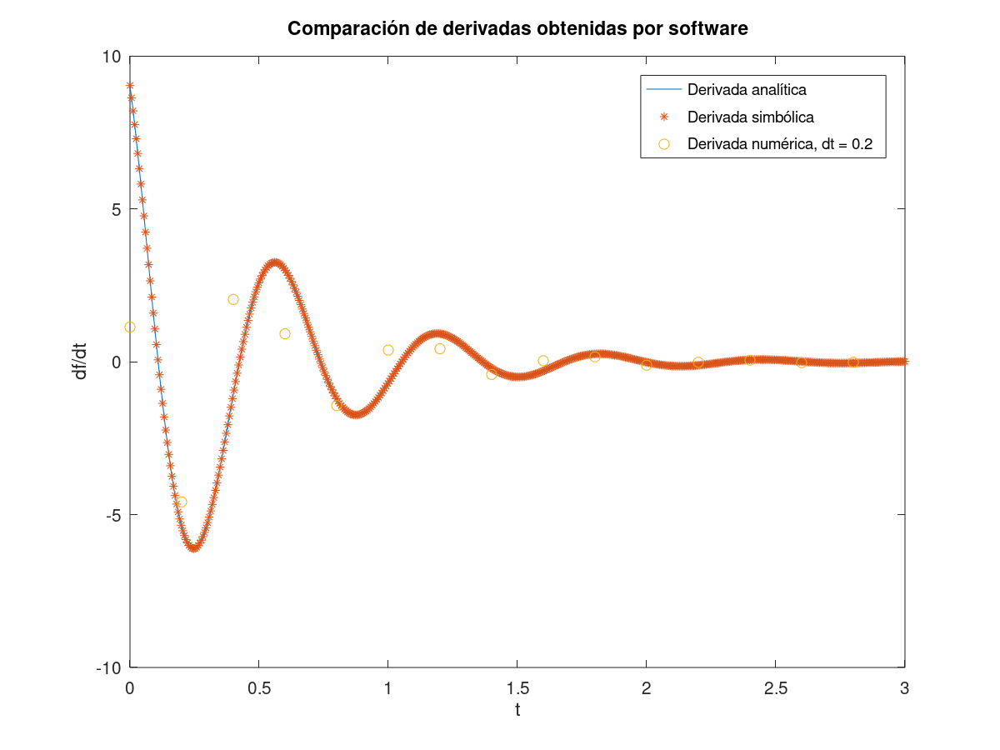 Comparación de derivadas obtenidas por software
Derivada analítica
Derivada simbólica
Derivada numérica, dt = 0.2
10
5
0
-5
-10
df/dt
0 0.5 1 1.5 2 2.5 3
t